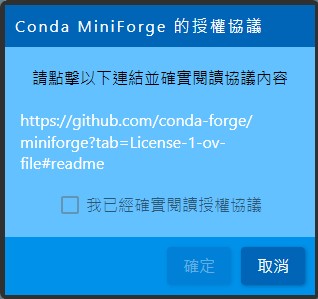 Conda MiniForge 的授權協議
請點擊以下連結並確實閱讀協議內容
https://github.com/conda-forge/
miniforge?tab=License-1-ov-
file#readme
我已經確實閱讀授權協議
確定
取消